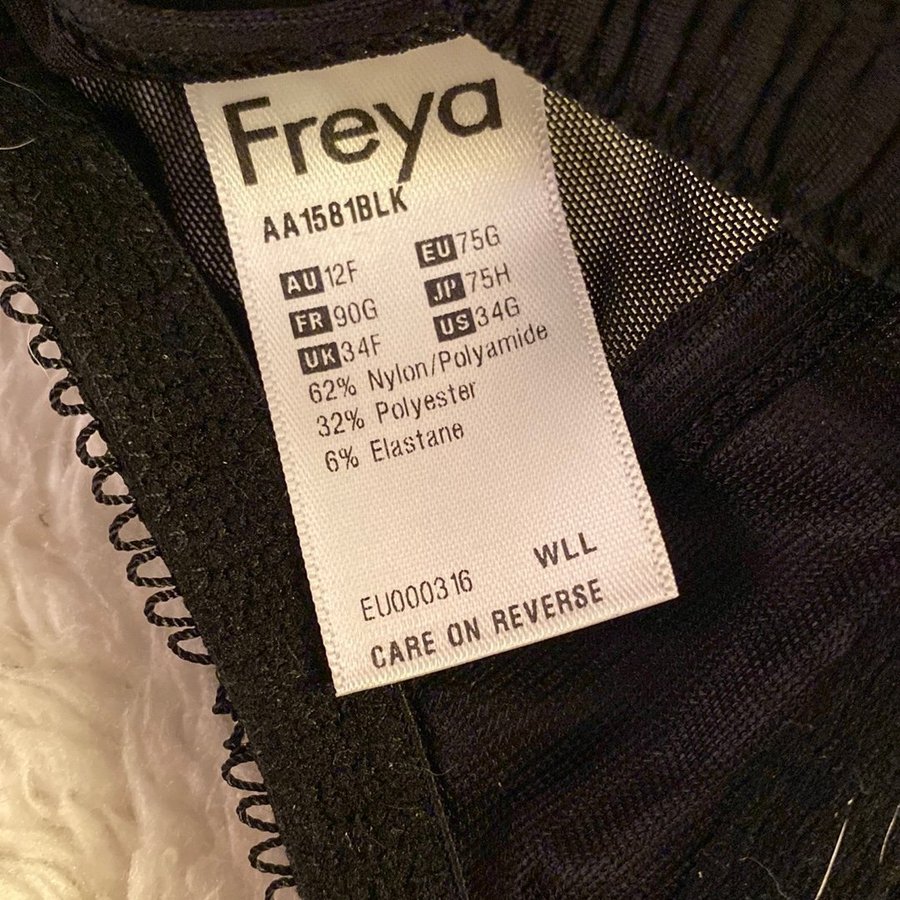 Freya
AA1581BLK
AU 12F EU 75G
FR 90G JP 75H
UK 34F US 34G
62% Nylon/Polyamide
32% Polyester
6% Elastane
EU000316 WLL
CARE ON REVERSE